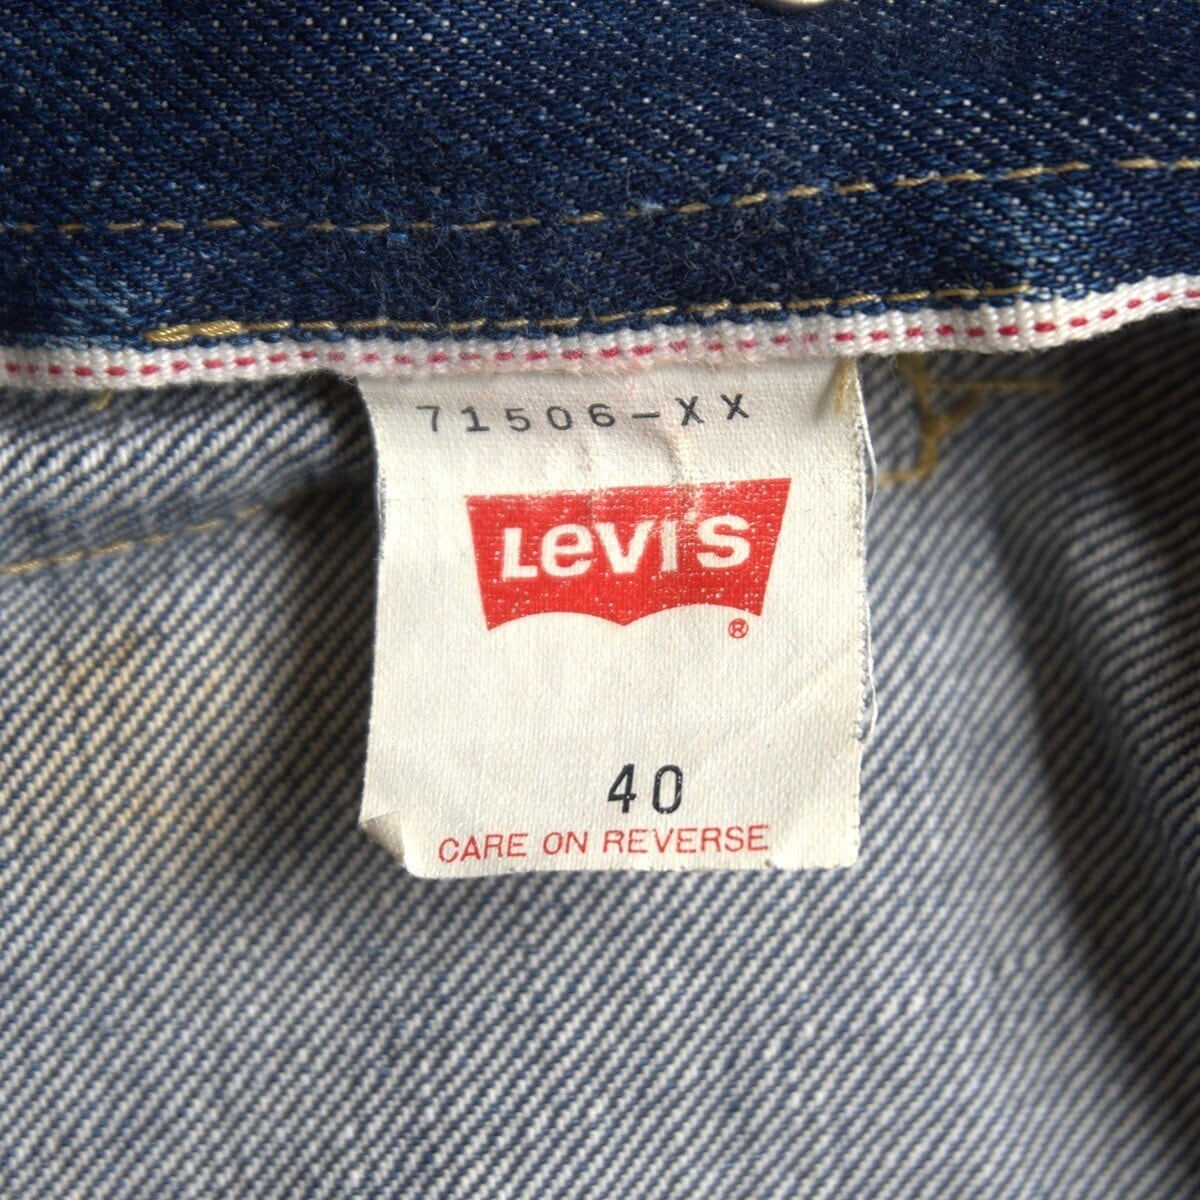 71506-XX
Levi's
®
40
CARE ON REVERSE